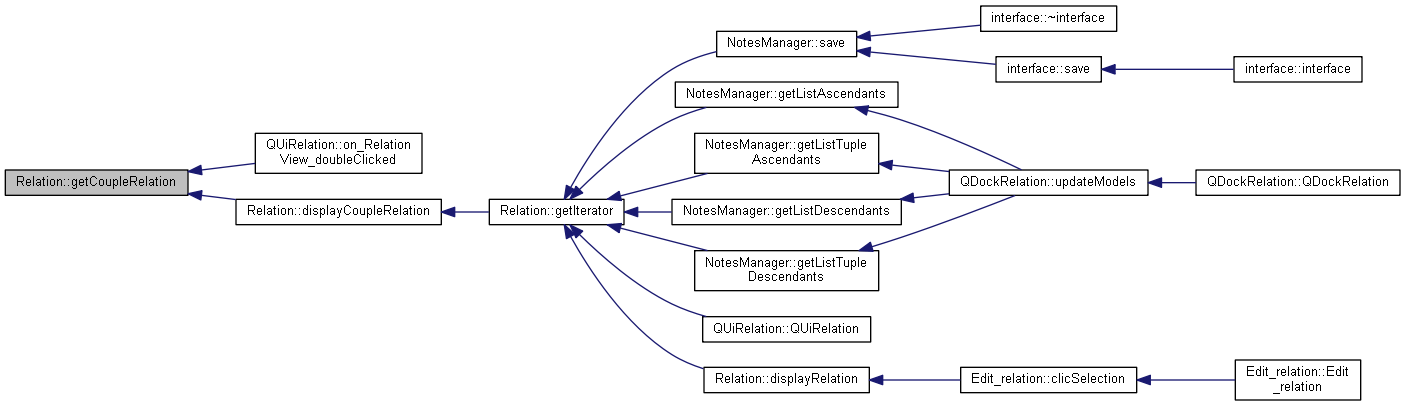 Relation::getCoupleRelation
QUiRelation::on_Relation
View_doubleClicked
Relation::displayCoupleRelation
Relation::getIterator
NotesManager::save
interface::~interface
interface::save
interface::interface
NotesManager::getListAscendants
NotesManager::getListTuple
Ascendants
NotesManager::getListDescendants
NotesManager::getListTuple
Descendants
QDockRelation::updateModels
QDockRelation::QDockRelation
QUiRelation::QUiRelation
Relation::displayRelation
Edit_relation::clicSelection
Edit_relation::Edit
_relation